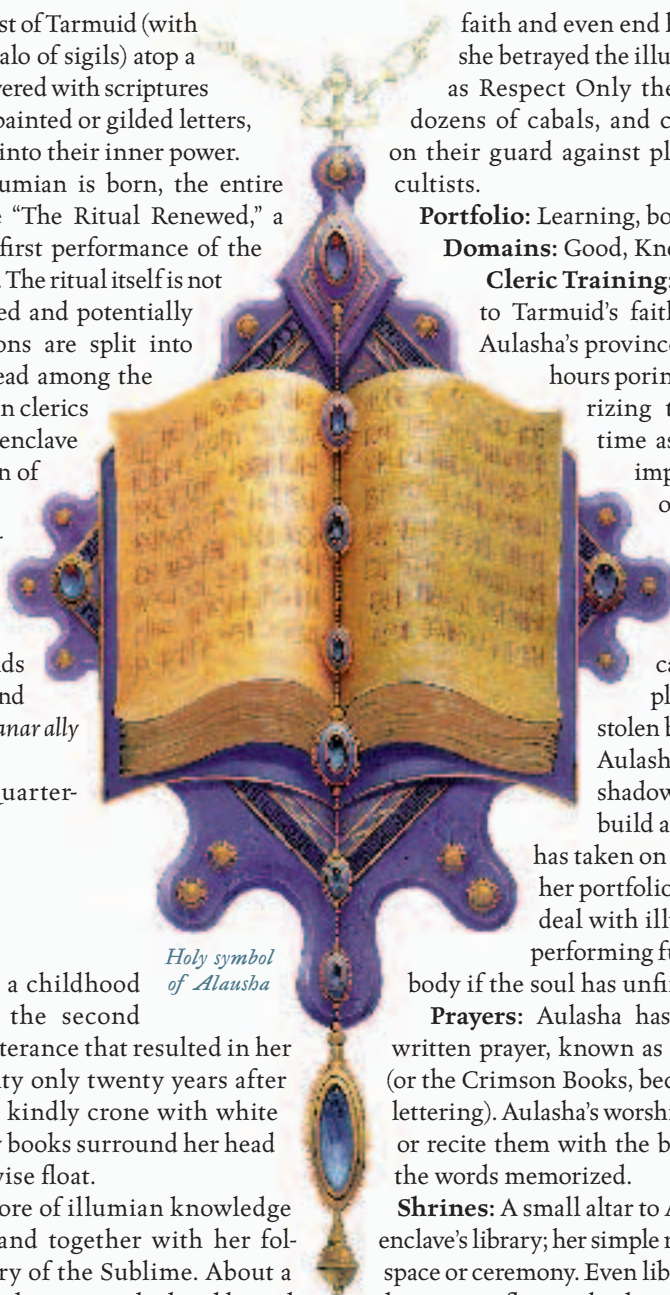 st of Tarmuid (with
alo of sigils) atop a
vered with scriptures
painted or gilded letters,
into their inner power.
umian is born, the entire
e “The Ritual Renewed,” a
first performance of the
. The ritual itself is not
ed and potentially
ons are split into
ead among the
n clerics
enclave
n of
-
ds
nd
anar ally
uarter-
a childhood
the second
terance that resulted in her
ity only twenty years after
kindly crone with white
y books surround her head
wise float.
ore of illumian knowledge
and together with her fol-
ry of the Sublime. About a
Holy symbol
of Alausha
faith and even end
she betrayed the illu
as Respect Only the
dozens of cabals, and c
on their guard against pl
cultists.
Portfolio: Learning, bo
Domains: Good, Kno
Cleric Training:
to Tarmuid’s faith
Aulasha’s province
hours porin
rizing t
time as
imp
o
ca
pl
stolen b
Aulash
shadow
build a
has taken on
her portfolio
deal with illu
performing fu
body if the soul has unfi
Prayers: Aulasha has
written prayer, known as
(or the Crimson Books, bec
lettering). Aulasha’s worshi
or recite them with the b
the words memorized.
Shrines: A small altar to A
enclave’s library; her simple r
space or ceremony. Even lib